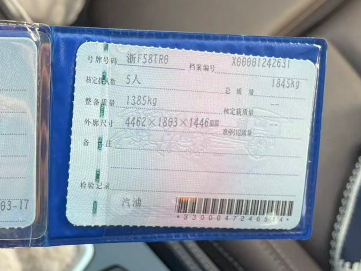 号牌号码 浙F58TR0 档案编号 X00001242631
核定载人数 5人 总质量 1845kg
整备质量 1385kg 核定载质量 --
外廓尺寸 4462×1803×1446mm 准牵引总质量
备注
检验记录
汽油
03-17